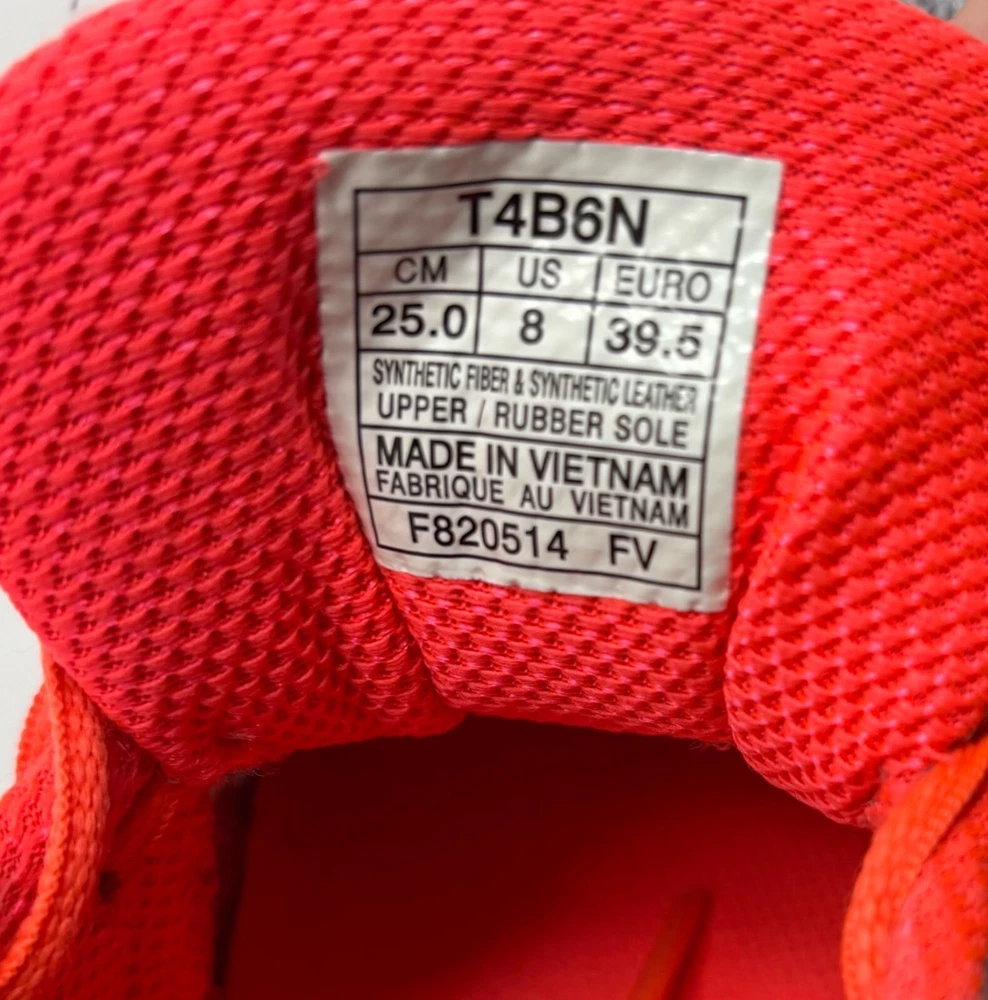 T4B6N
CM US EURO
25.0 8 39.5
SYNTHETIC FIBER & SYNTHETIC LEATHER
UPPER / RUBBER SOLE
MADE IN VIETNAM
FABRIQUE AU VIETNAM
F820514 FV